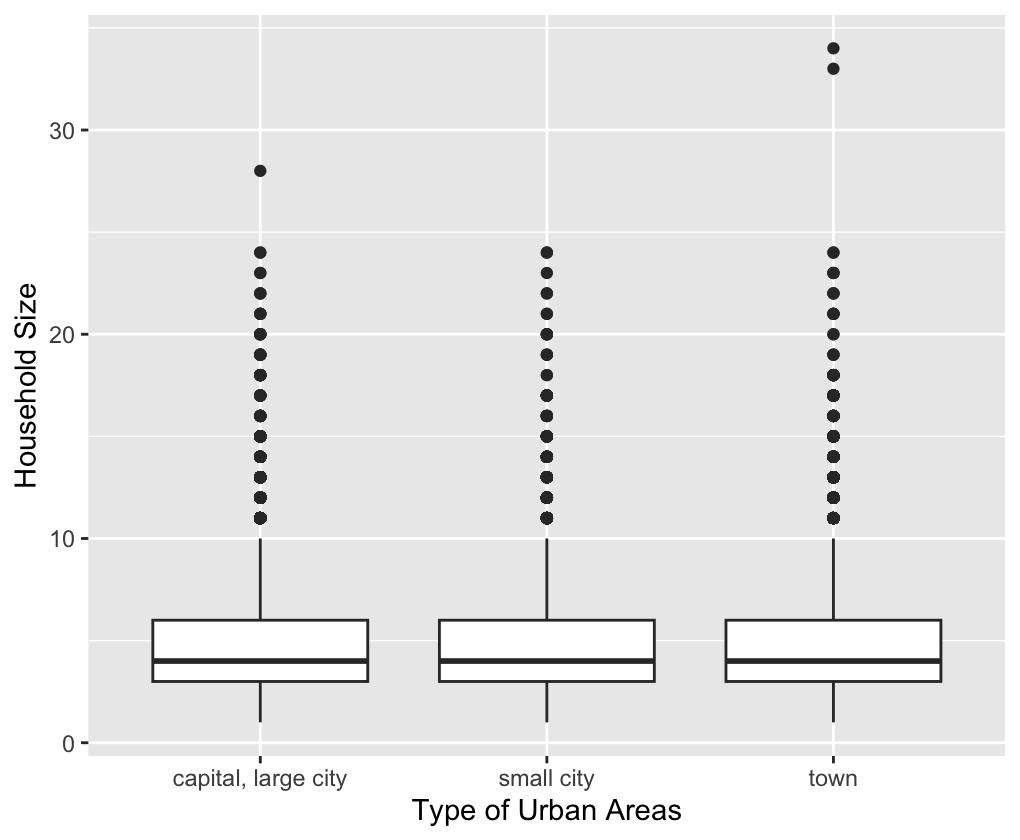 30
20
10
0
Household Size
capital, large city
small city
town
Type of Urban Areas